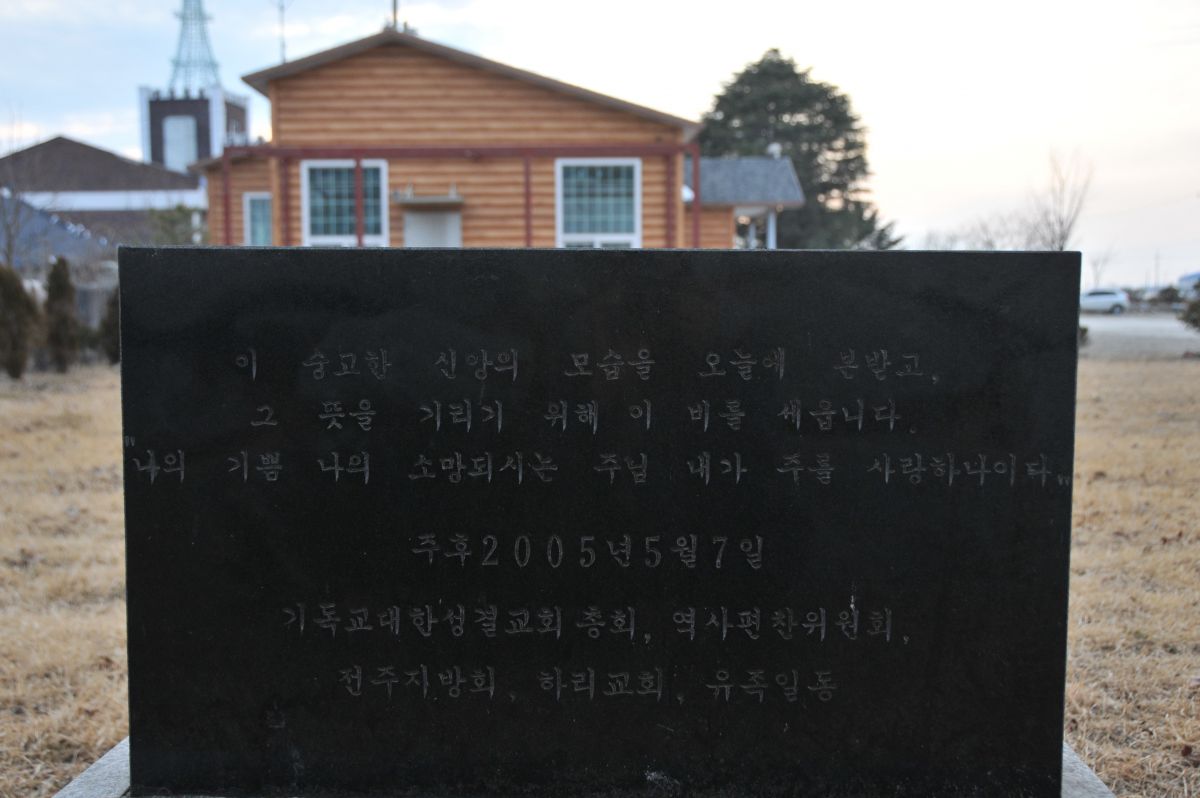 이 숭고한 신앙의 모습을 오늘에 본받고,
그 뜻을 기리기 위해 이 비를 세웁니다.
"나의 기쁨 나의 소망되시는 주님 내가 주를 사랑하나이다"
주후2005년5월7일
기독교대한성결교회 총회, 역사편찬위원회,
전주지방회, 하리교회, 유족일동